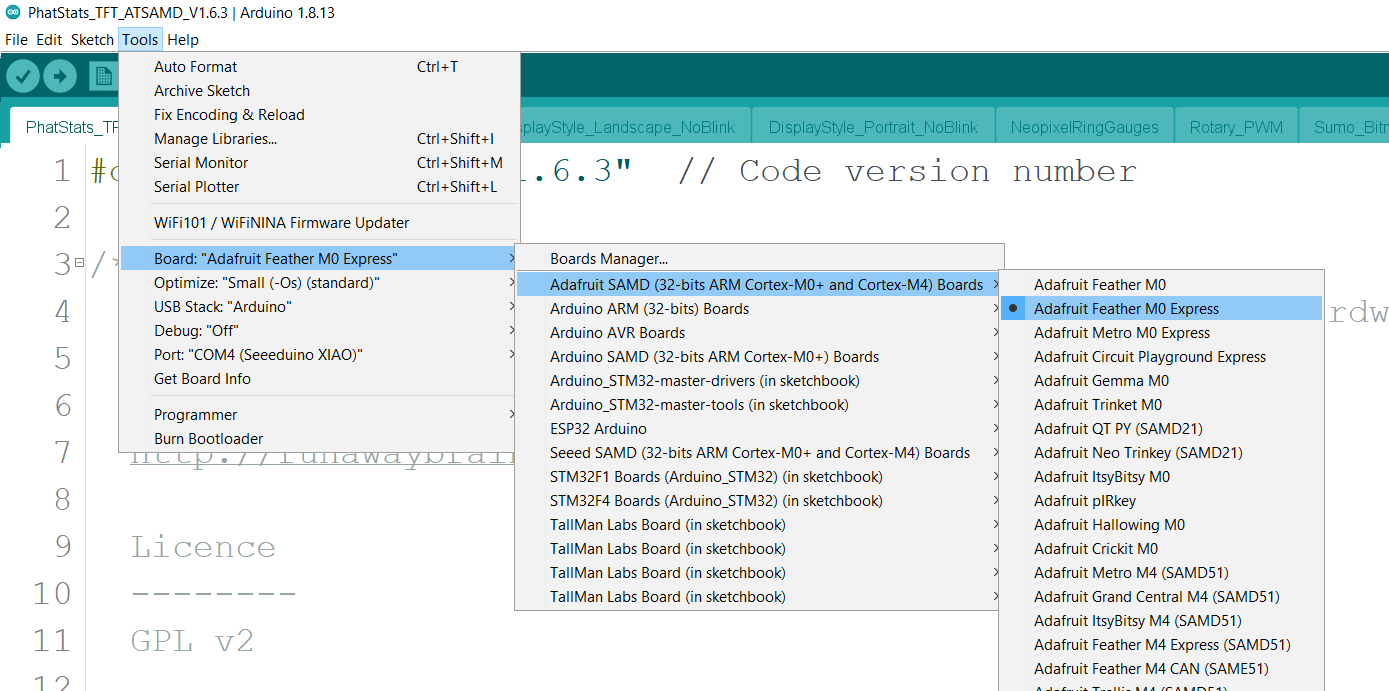 PhatStats_TFT_ATSAMD_V1.6.3 | Arduino 1.8.13
File Edit Sketch Tools Help
PhatStats_TF
splayStyle_Landscape_NoBlink
DisplayStyle_Portrait_NoBlink
NeopixelRingGauges
Rotary_PWM
Sumo_Bitm
Auto Format Ctrl+T
Archive Sketch
Fix Encoding & Reload
Manage Libraries... Ctrl+Shift+I
Serial Monitor Ctrl+Shift+M
Serial Plotter Ctrl+Shift+L
WiFi101 / WiFiNINA Firmware Updater
Board: "Adafruit Feather M0 Express"
Optimize: "Small (-Os) (standard)"
USB Stack: "Arduino"
Debug: "Off"
Port: "COM4 (Seeeduino XIAO)"
Get Board Info
Programmer
Burn Bootloader
Boards Manager...
Adafruit SAMD (32-bits ARM Cortex-M0+ and Cortex-M4) Boards
Arduino ARM (32-bits) Boards
Arduino AVR Boards
Arduino SAMD (32-bits ARM Cortex-M0+) Boards
Arduino_STM32-master-drivers (in sketchbook)
Arduino_STM32-master-tools (in sketchbook)
ESP32 Arduino
Seeed SAMD (32-bits ARM Cortex-M0+ and Cortex-M4) Boards
STM32F1 Boards (Arduino_STM32) (in sketchbook)
STM32F4 Boards (Arduino_STM32) (in sketchbook)
TallMan Labs Board (in sketchbook)
TallMan Labs Board (in sketchbook)
TallMan Labs Board (in sketchbook)
TallMan Labs Board (in sketchbook)
Adafruit Feather M0
Adafruit Feather M0 Express
Adafruit Metro M0 Express
Adafruit Circuit Playground Express
Adafruit Gemma M0
Adafruit Trinket M0
Adafruit QT PY (SAMD21)
Adafruit Neo Trinkey (SAMD21)
Adafruit ItsyBitsy M0
Adafruit pIRkey
Adafruit Hallowing M0
Adafruit Crickit M0
Adafruit Metro M4 (SAMD51)
Adafruit Grand Central M4 (SAMD51)
Adafruit ItsyBitsy M4 (SAMD51)
Adafruit Feather M4 Express (SAMD51)
Adafruit Feather M4 CAN (SAME51)
Adafruit Trellis M4 (SAMD51)
1 # .6.3" // Code version number
2
3 /* rdw
4
5
6
7 http://runawaybrain
8
9 Licence
10 --------
11 GPL v2
12